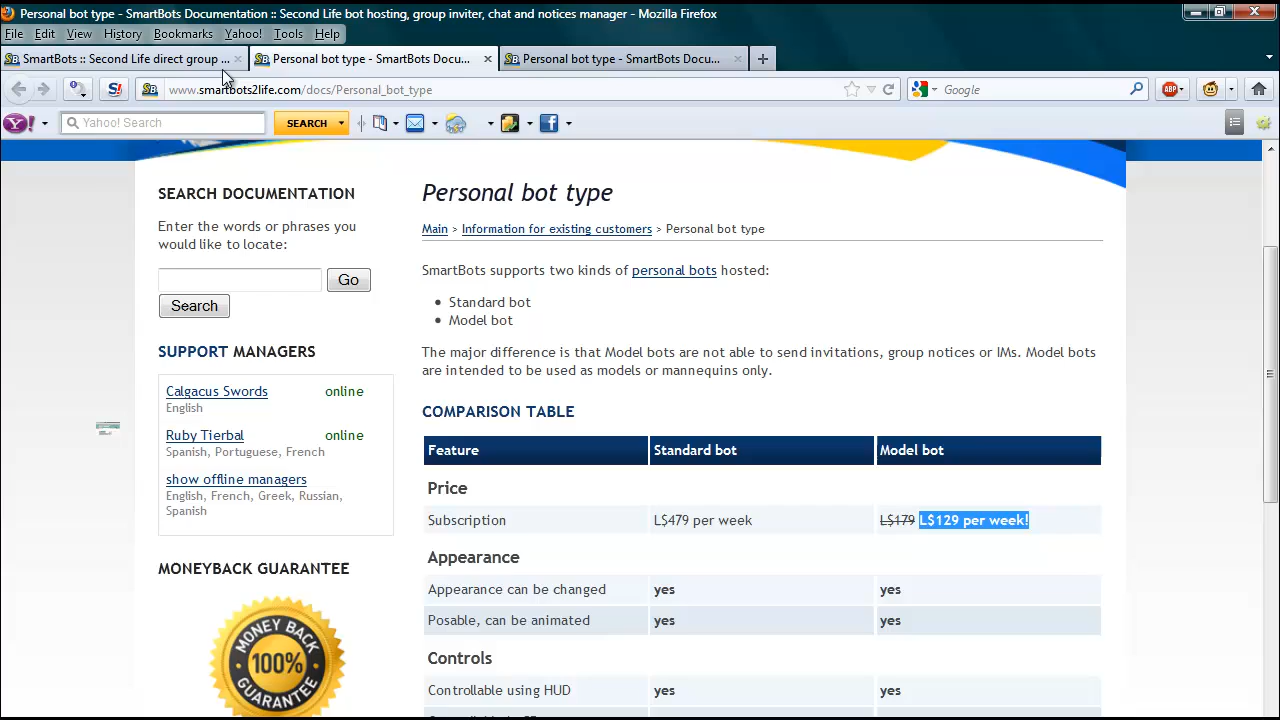 Personal bot type - SmartBots Documentation :: Second Life bot hosting, group inviter, chat and notices manager - Mozilla Firefox
File Edit View History Bookmarks Yahoo! Tools Help
SmartBots :: Second Life direct group ... Personal bot type - SmartBots Docu... Personal bot type - SmartBots Docu...
www.smartbots2life.com/docs/Personal_bot_type Google ABP
Y! Yahoo! Search SEARCH
SEARCH DOCUMENTATION
Enter the words or phrases you
would like to locate:
Go
Search
SUPPORT MANAGERS
Calgacus Swords online
English
Ruby Tierbal online
Spanish, Portuguese, French
show offline managers
English, French, Greek, Russian,
Spanish
MONEYBACK GUARANTEE
MONEY BACK
100%
GUARANTEE
Personal bot type
Main > Information for existing customers > Personal bot type
SmartBots supports two kinds of personal bots hosted:
• Standard bot
• Model bot
The major difference is that Model bots are not able to send invitations, group notices or IMs. Model bots
are intended to be used as models or mannequins only.
COMPARISON TABLE
Feature Standard bot Model bot
Price
Subscription L$479 per week L$179 L$129 per week!
Appearance
Appearance can be changed yes yes
Posable, can be animated yes yes
Controls
Controllable using HUD yes yes